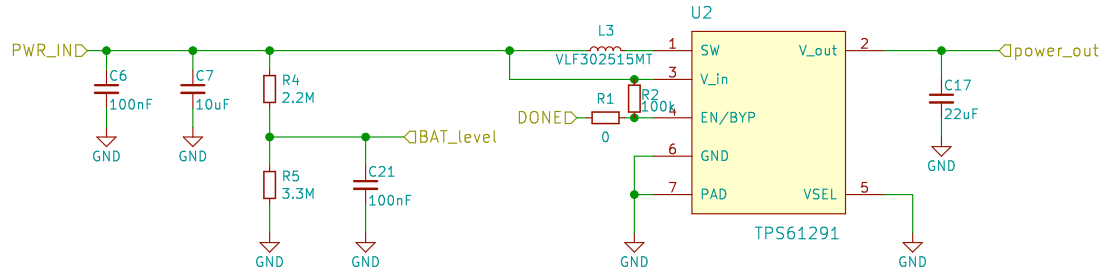 U2
PWR_IN
C6
100nF
GND
C7
10uF
GND
R4
2.2M
BAT_level
R5
3.3M
GND
C21
100nF
GND
L3
VLF302515MT
R1
0
DONE
R2
100k
1
SW
3
V_in
4
EN/BYP
6
GND
7
PAD
GND
V_out
2
VSEL
5
TPS61291
power_out
C17
22uF
GND
GND